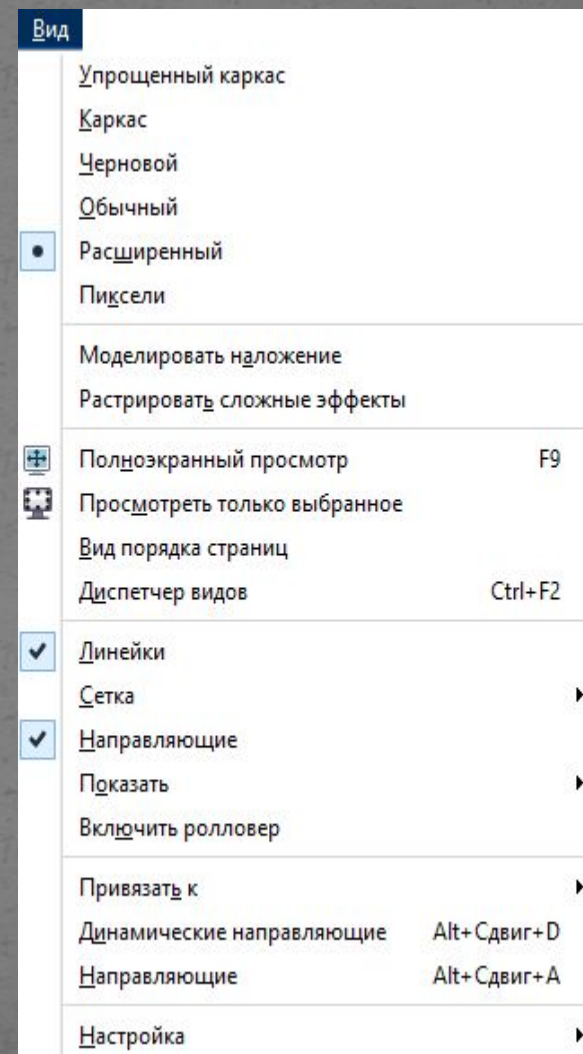 Вид
Упрощенный каркас
Каркас
Черновой
Обычный
Расширенный
Пиксели
Моделировать наложение
Растрировать сложные эффекты
Полноэкранный просмотр F9
Просмотреть только выбранное
Вид порядка страниц
Диспетчер видов Ctrl+F2
Линейки
Сетка
Направляющие
Показать
Включить ролловер
Привязать к
Динамические направляющие Alt+Сдвиг+D
Направляющие Alt+Сдвиг+A
Настройка